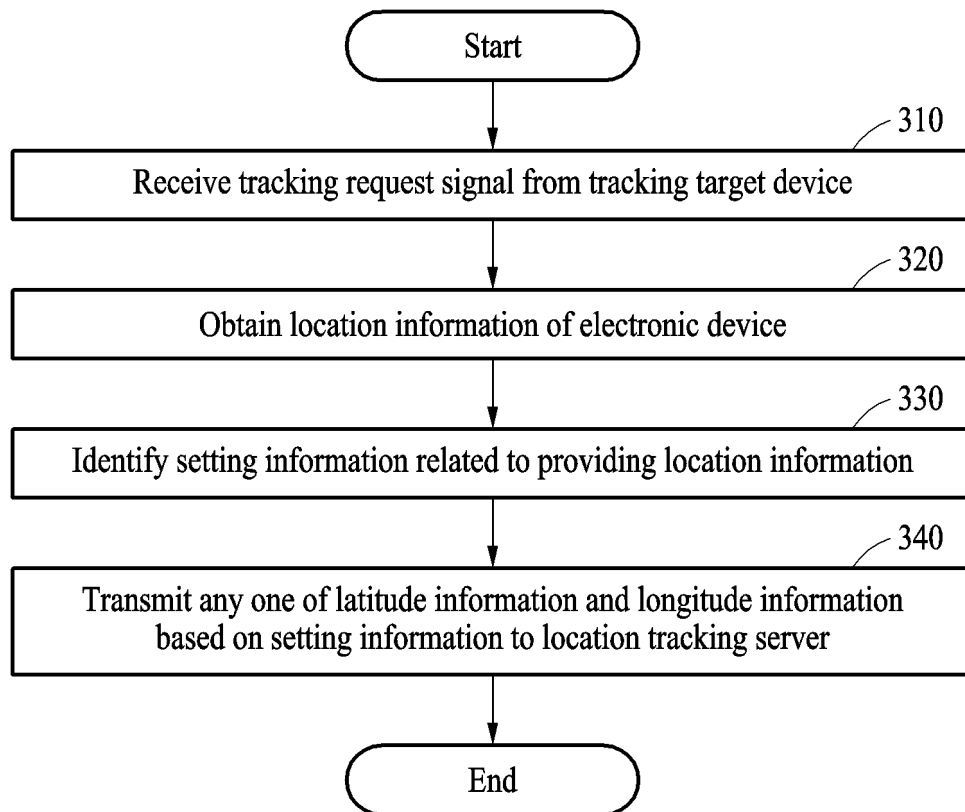 Start
310
Receive tracking request signal from tracking target device
320
Obtain location information of electronic device
330
Identify setting information related to providing location information
340
Transmit any one of latitude information and longitude information
based on setting information to location tracking server
End